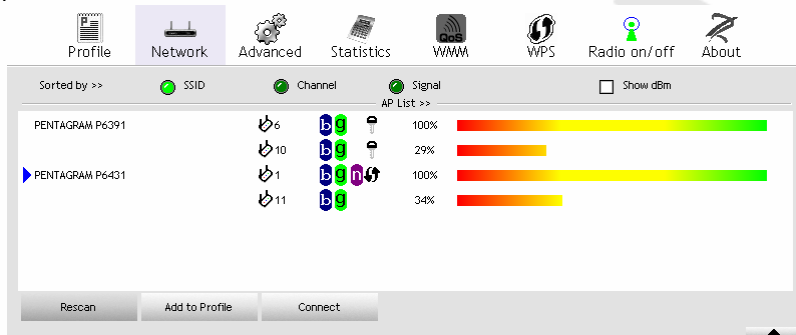 Profile Network Advanced Statistics QoS WMM WPS Radio on/off About
Sorted by >> SSID Channel Signal Show dBm
AP List >>
PENTAGRAM P6391 6 b g 100%
10 b g 29%
PENTAGRAM P6431 1 b g n 100%
11 b g 34%
Rescan Add to Profile Connect